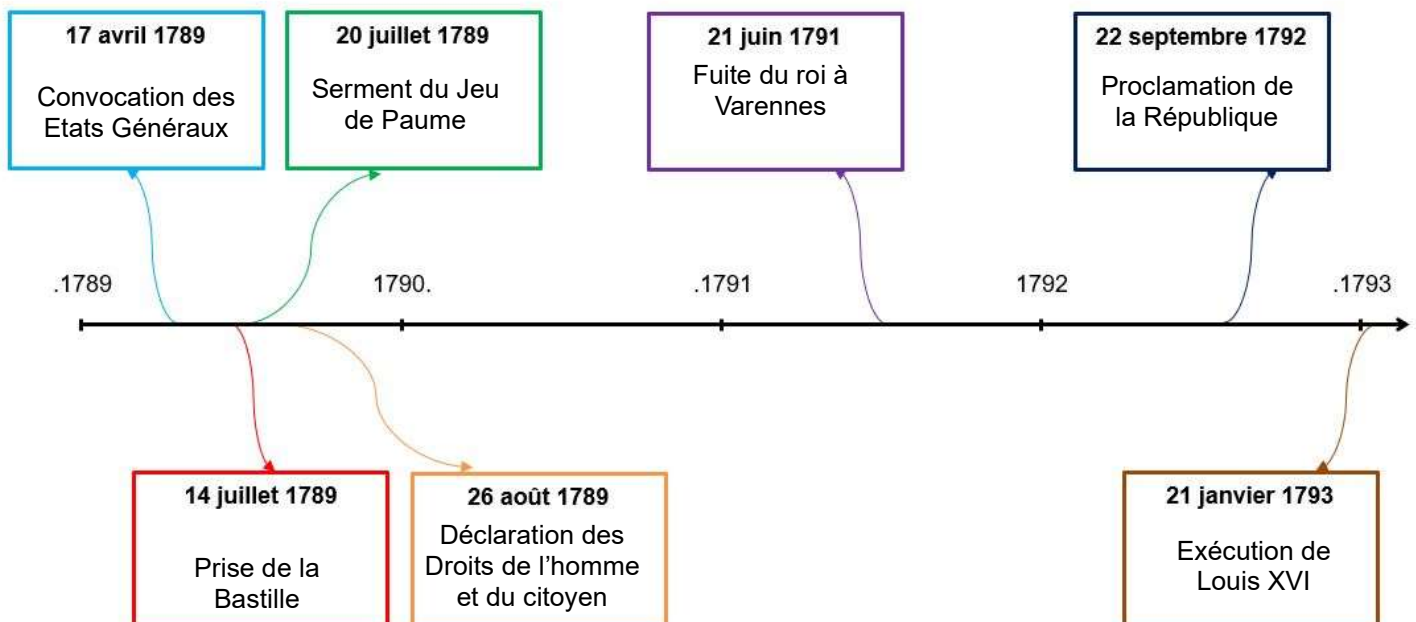 17 avril 1789
Convocation des
Etats Généraux
20 juillet 1789
Serment du Jeu
de Paume
21 juin 1791
Fuite du roi à
Varennes
22 septembre 1792
Proclamation de
la République
.1789
1790.
.1791
1792
.1793
14 juillet 1789
Prise de la
Bastille
26 août 1789
Déclaration des
Droits de l’homme
et du citoyen
21 janvier 1793
Exécution de
Louis XVI